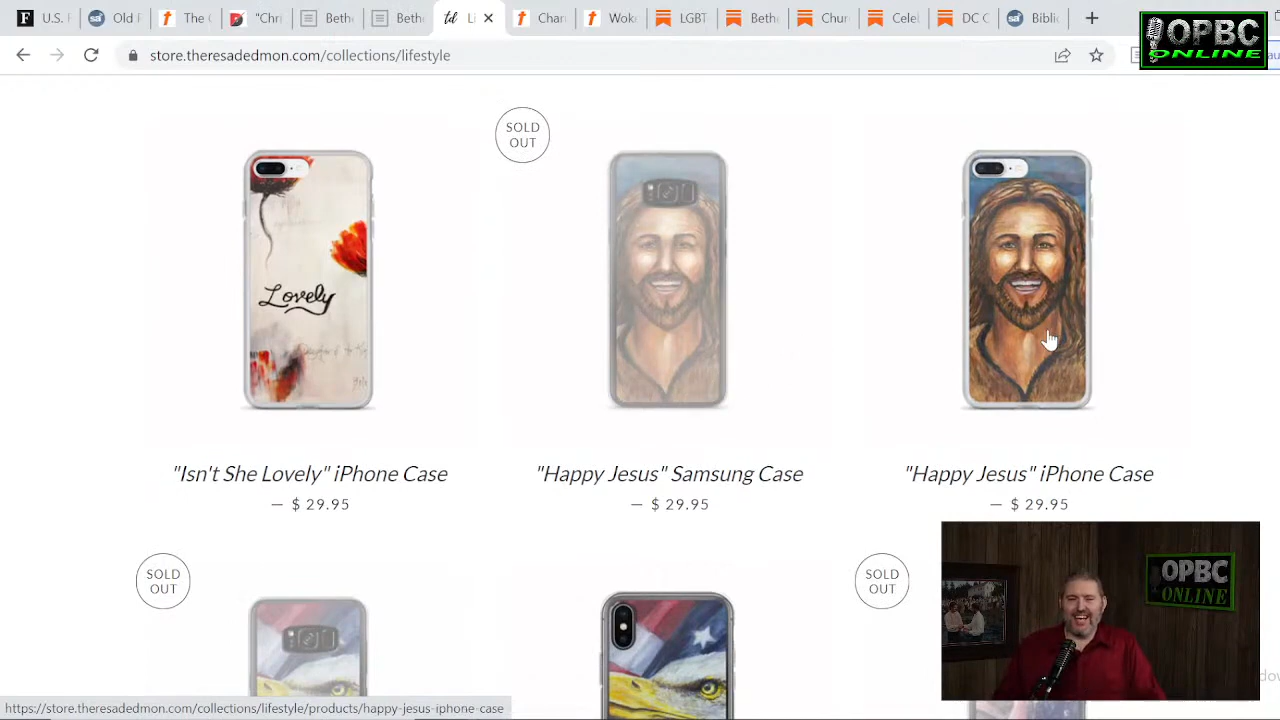 U.S.
Old F
The C
"Chri
Beth
Beth
Li
Chan
Wok
LGBT
Beth
Chur
Celel
DC C
Biblic
store.theresadedmon.com/collections/lifestyle
OPBC
ONLINE
SOLD
OUT
Lovely
"Isn't She Lovely" iPhone Case
— $ 29.95
"Happy Jesus" Samsung Case
— $ 29.95
"Happy Jesus" iPhone Case
— $ 29.95
SOLD
OUT
SOLD
OUT
OPBC
ONLINE
https://store.theresadedmon.com/collections/lifestyle/products/happy-jesus-iphone-case